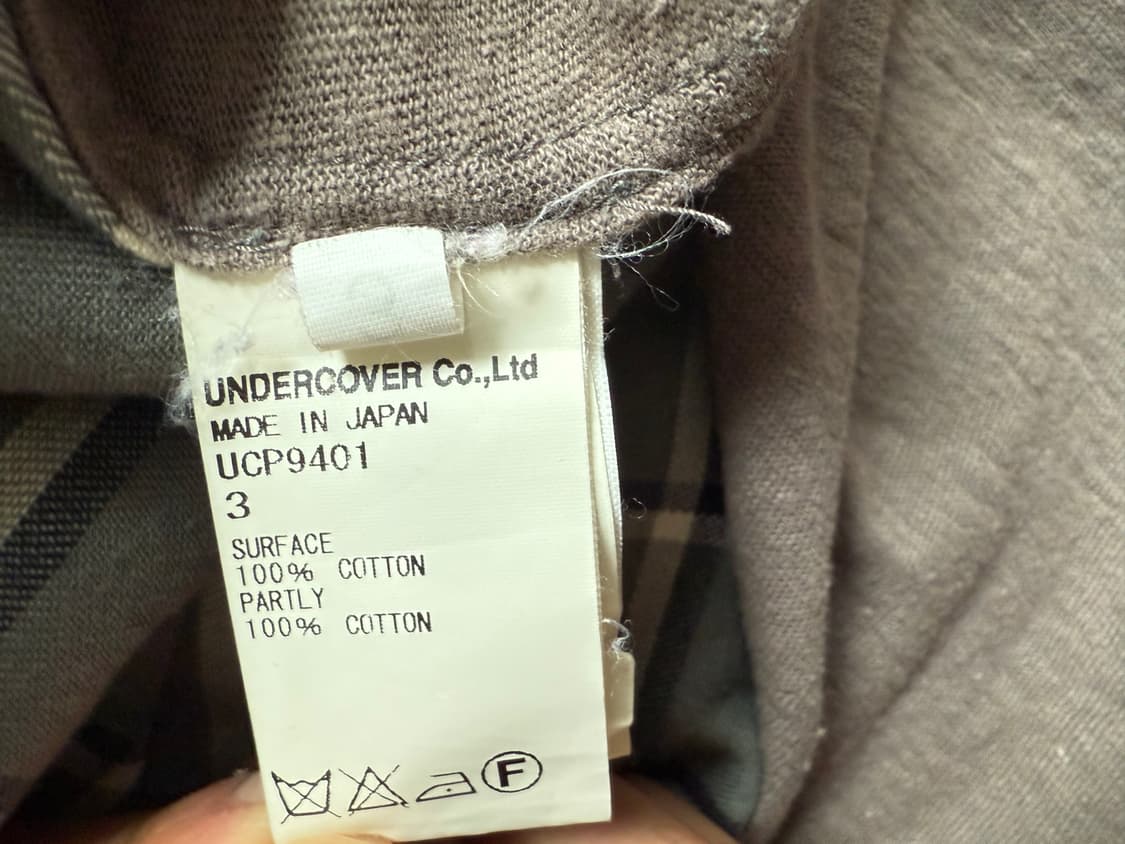 UNDERCOVER Co.,Ltd
MADE IN JAPAN
UCP9401
3
SURFACE
100% COTTON
PARTLY
100% COTTON
F